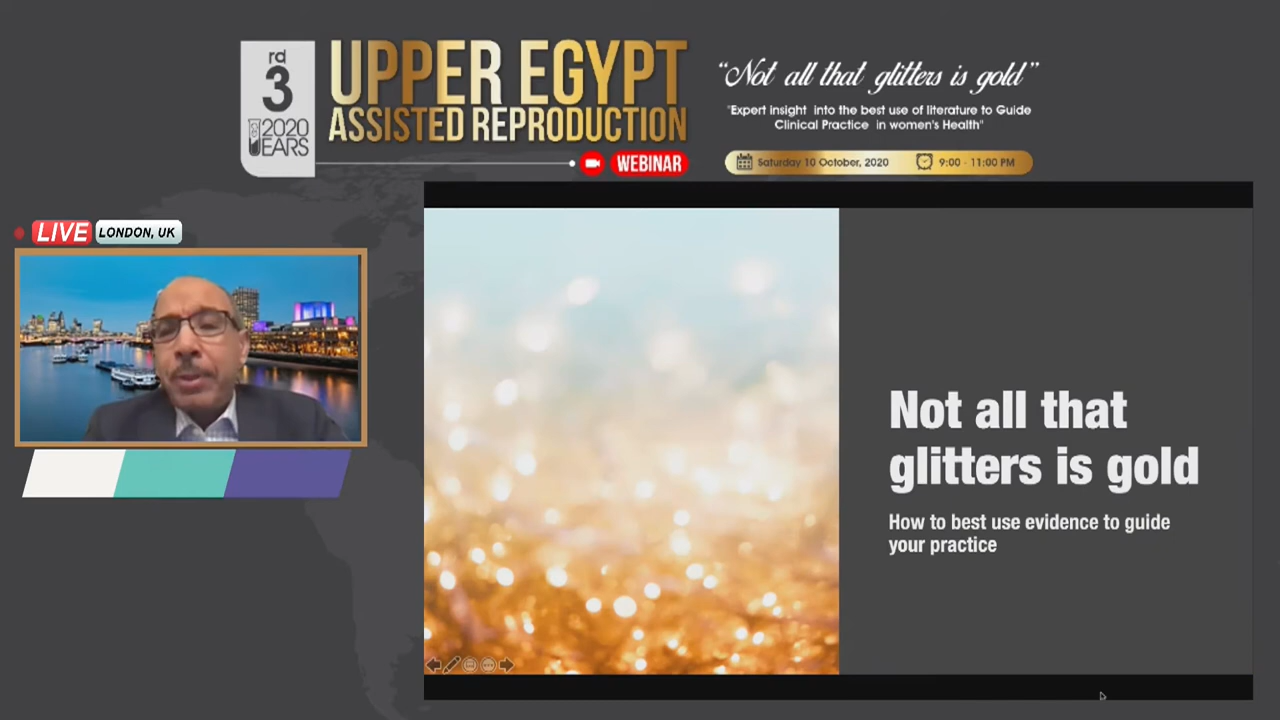 rd
3
2020
YEARS
UPPER EGYPT
ASSISTED REPRODUCTION
WEBINAR
“Not all that glitters is gold”
"Expert insight into the best use of literature to Guide
Clinical Practice in women's Health"
Saturday 10 October, 2020
9:00 - 11:00 PM
LIVE
LONDON, UK
Not all that
glitters is gold
How to best use evidence to guide
your practice